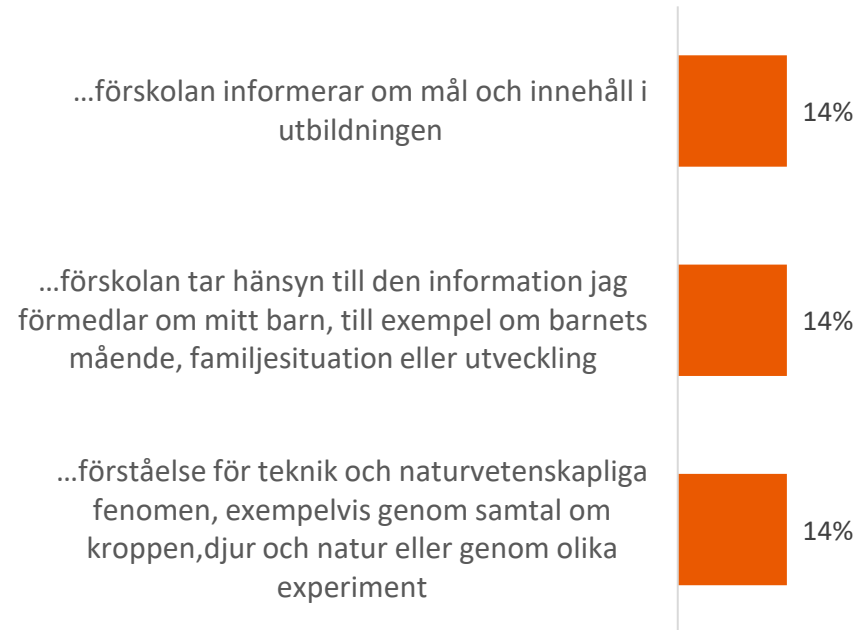 …förskolan informerar om mål och innehåll i
utbildningen
14%
…förskolan tar hänsyn till den information jag
förmedlar om mitt barn, till exempel om barnets
mående, familjesituation eller utveckling
14%
…förståelse för teknik och naturvetenskapliga
fenomen, exempelvis genom samtal om
kroppen,djur och natur eller genom olika
experiment
14%